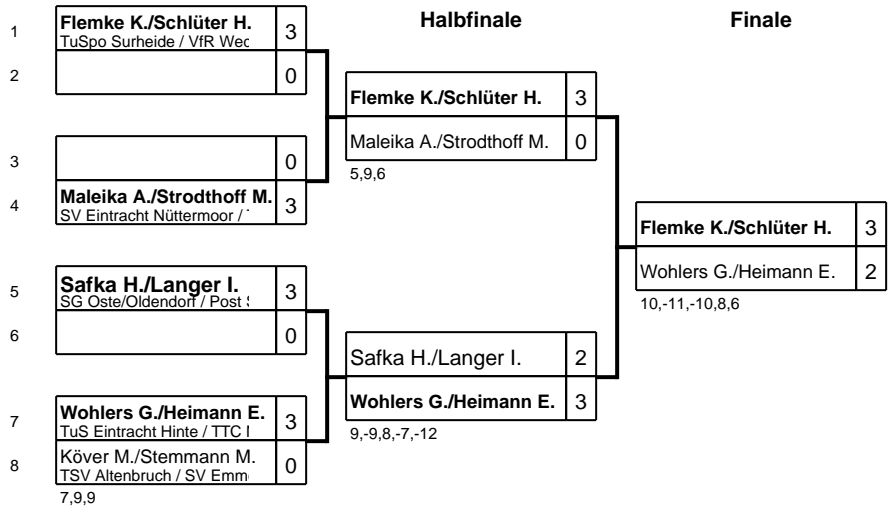 Halbfinale
Finale
1 Flemke K./Schlüter H. 3
TuSpo Surheide / VfR
2 0
3 0
4 Maleika A./Strodthoff M. 3
SV Eintracht Nüttermoor /
5 Safka H./Langer I. 3
SG Oste/Oldendorf / Post
6 0
7 Wohlers G./Heimann E. 3
TuS Eintracht Hinte / TTC
8 Köver M./Stemmann M. 0
TSV Altenbruch / SV
7,9,9
Flemke K./Schlüter H. 3
Maleika A./Strodthoff M. 0
5,9,6
Safka H./Langer I. 2
Wohlers G./Heimann E. 3
9,-9,8,-7,-12
Flemke K./Schlüter H. 3
Wohlers G./Heimann E. 2
10,-11,-10,8,6